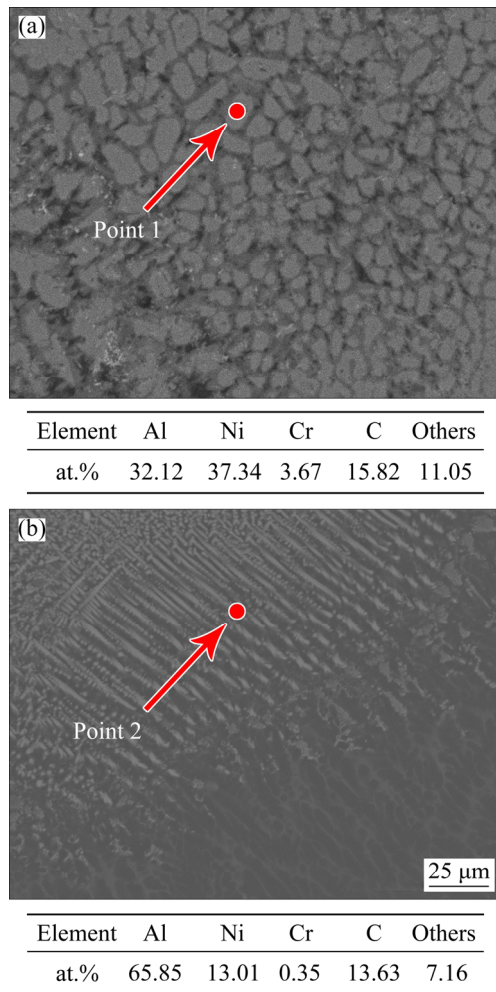 (a)
Point 1
Element Al Ni Cr C Others
at.% 32.12 37.34 3.67 15.82 11.05
(b)
Point 2
25 μm
Element Al Ni Cr C Others
at.% 65.85 13.01 0.35 13.63 7.16